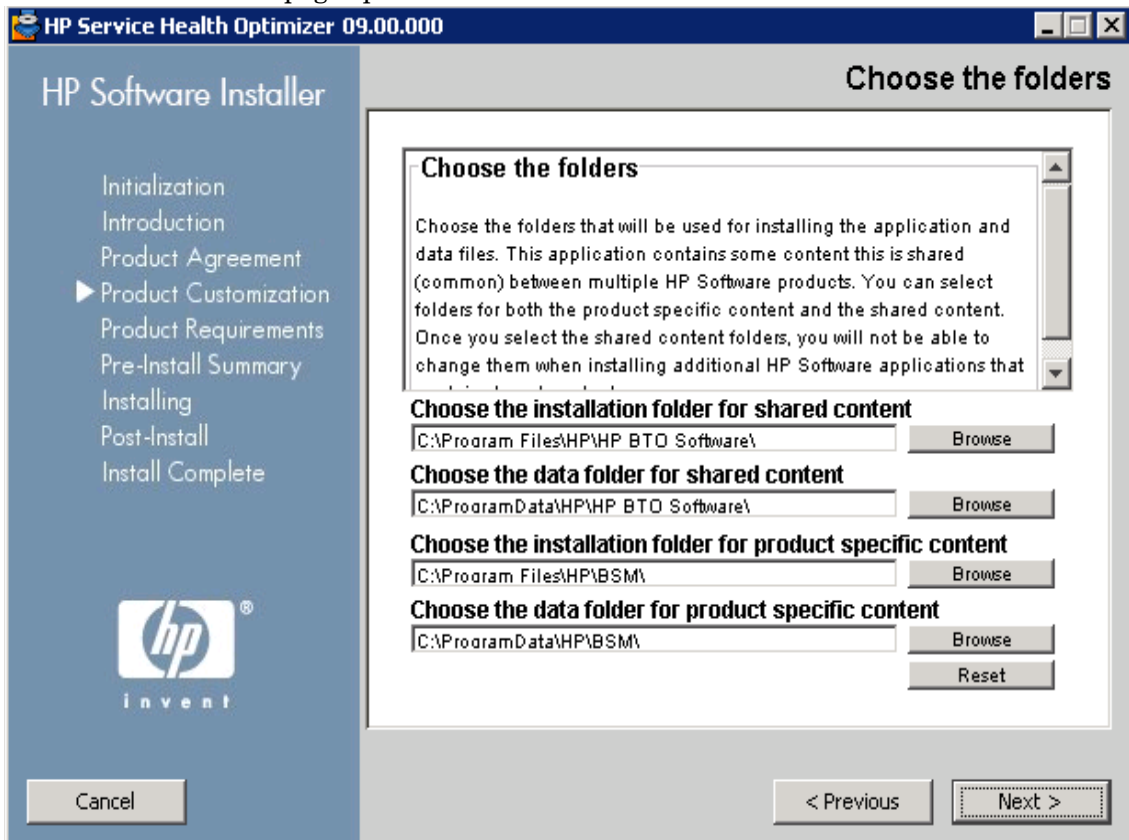 HP Service Health Optimizer 09.00.000
HP Software Installer
Choose the folders
Initialization
Introduction
Product Agreement
Product Customization
Product Requirements
Pre-Install Summary
Installing
Post-Install
Install Complete
Choose the folders
Choose the folders that will be used for installing the application and
data files. This application contains some content this is shared
(common) between multiple HP Software products. You can select
folders for both the product specific content and the shared content.
Once you select the shared content folders, you will not be able to
change them when installing additional HP Software applications that
Choose the installation folder for shared content
C:\Program Files\HP\HP BTO Software\ Browse
Choose the data folder for shared content
C:\ProgramData\HP\HP BTO Software\ Browse
Choose the installation folder for product specific content
C:\Program Files\HP\BSM\ Browse
Choose the data folder for product specific content
C:\ProgramData\HP\BSM\ Browse
Reset
hp ®
invent
Cancel
< Previous
Next >